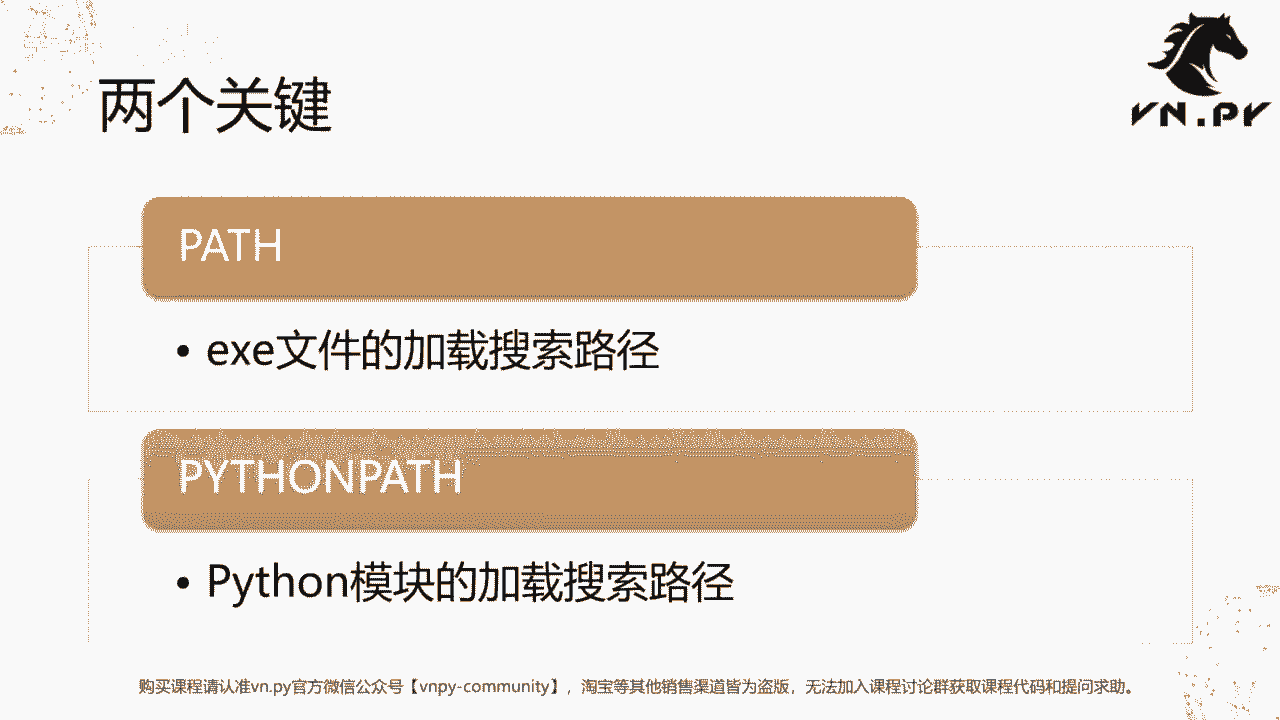 两个关键
VN.PY
PATH
• exe文件的加载搜索路径
PYTHONPATH
• Python模块的加载搜索路径
购买课程请认准vn.py官方微信公众号【vnpy-community】，淘宝等其他销售渠道皆为盗版，无法加入课程讨论群获取课程代码和提问求助。